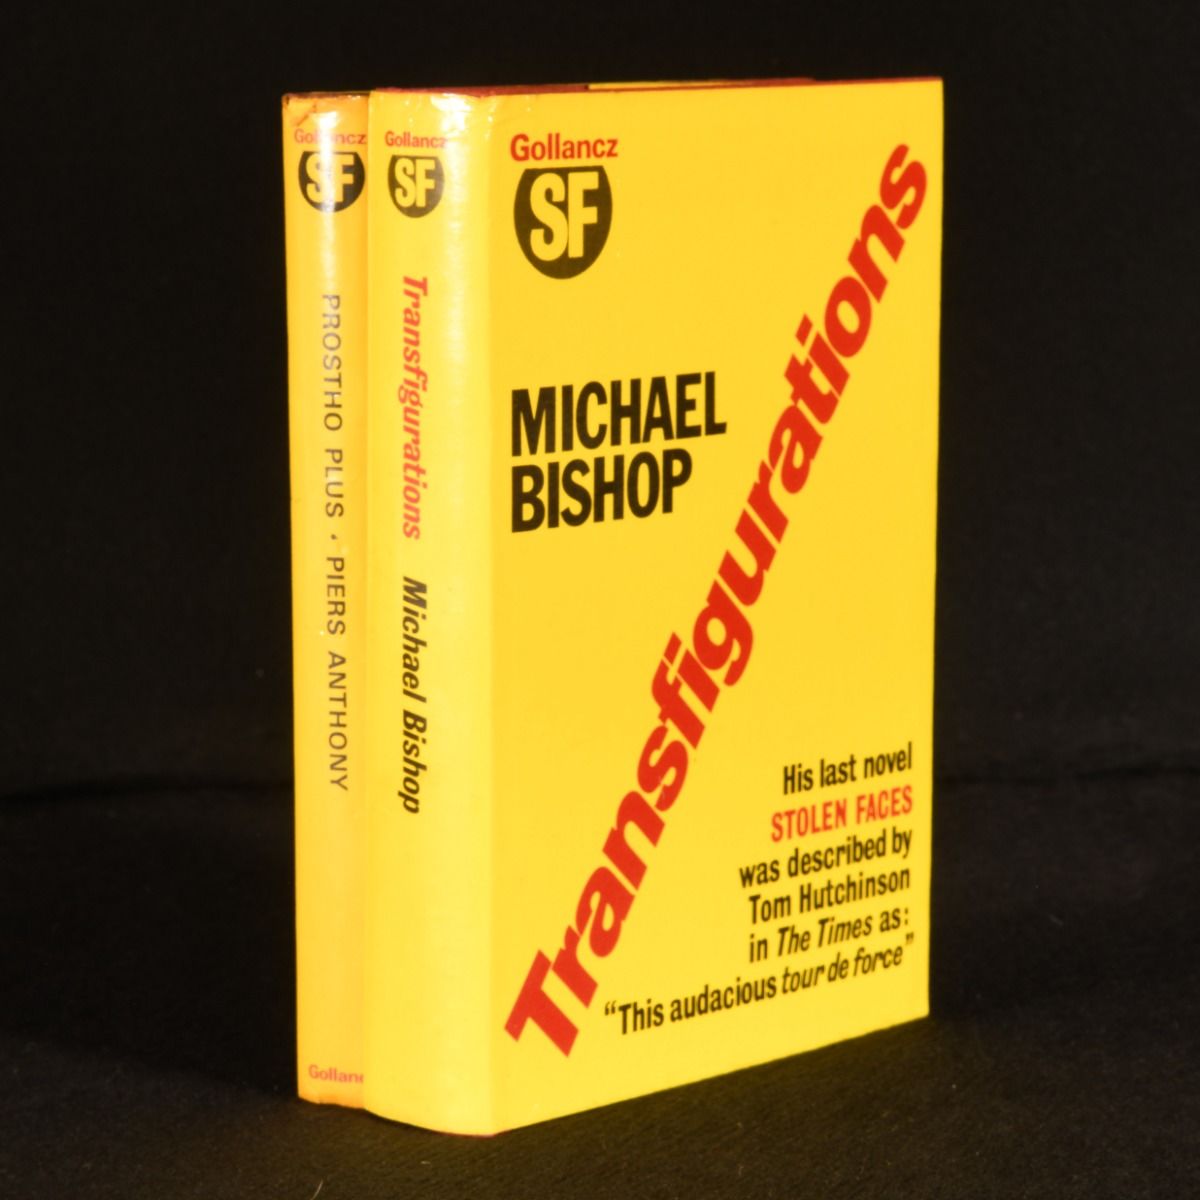 Gollancz
SF
PROSTHO PLUS · PIERS ANTHONY
Gollancz
SF
Transfigurations Michael Bishop
Gollancz
SF
MICHAEL
BISHOP
Transfigurations
His last novel
STOLEN FACES
was described by
Tom Hutchinson
in The Times as:
“This audacious tour de force”